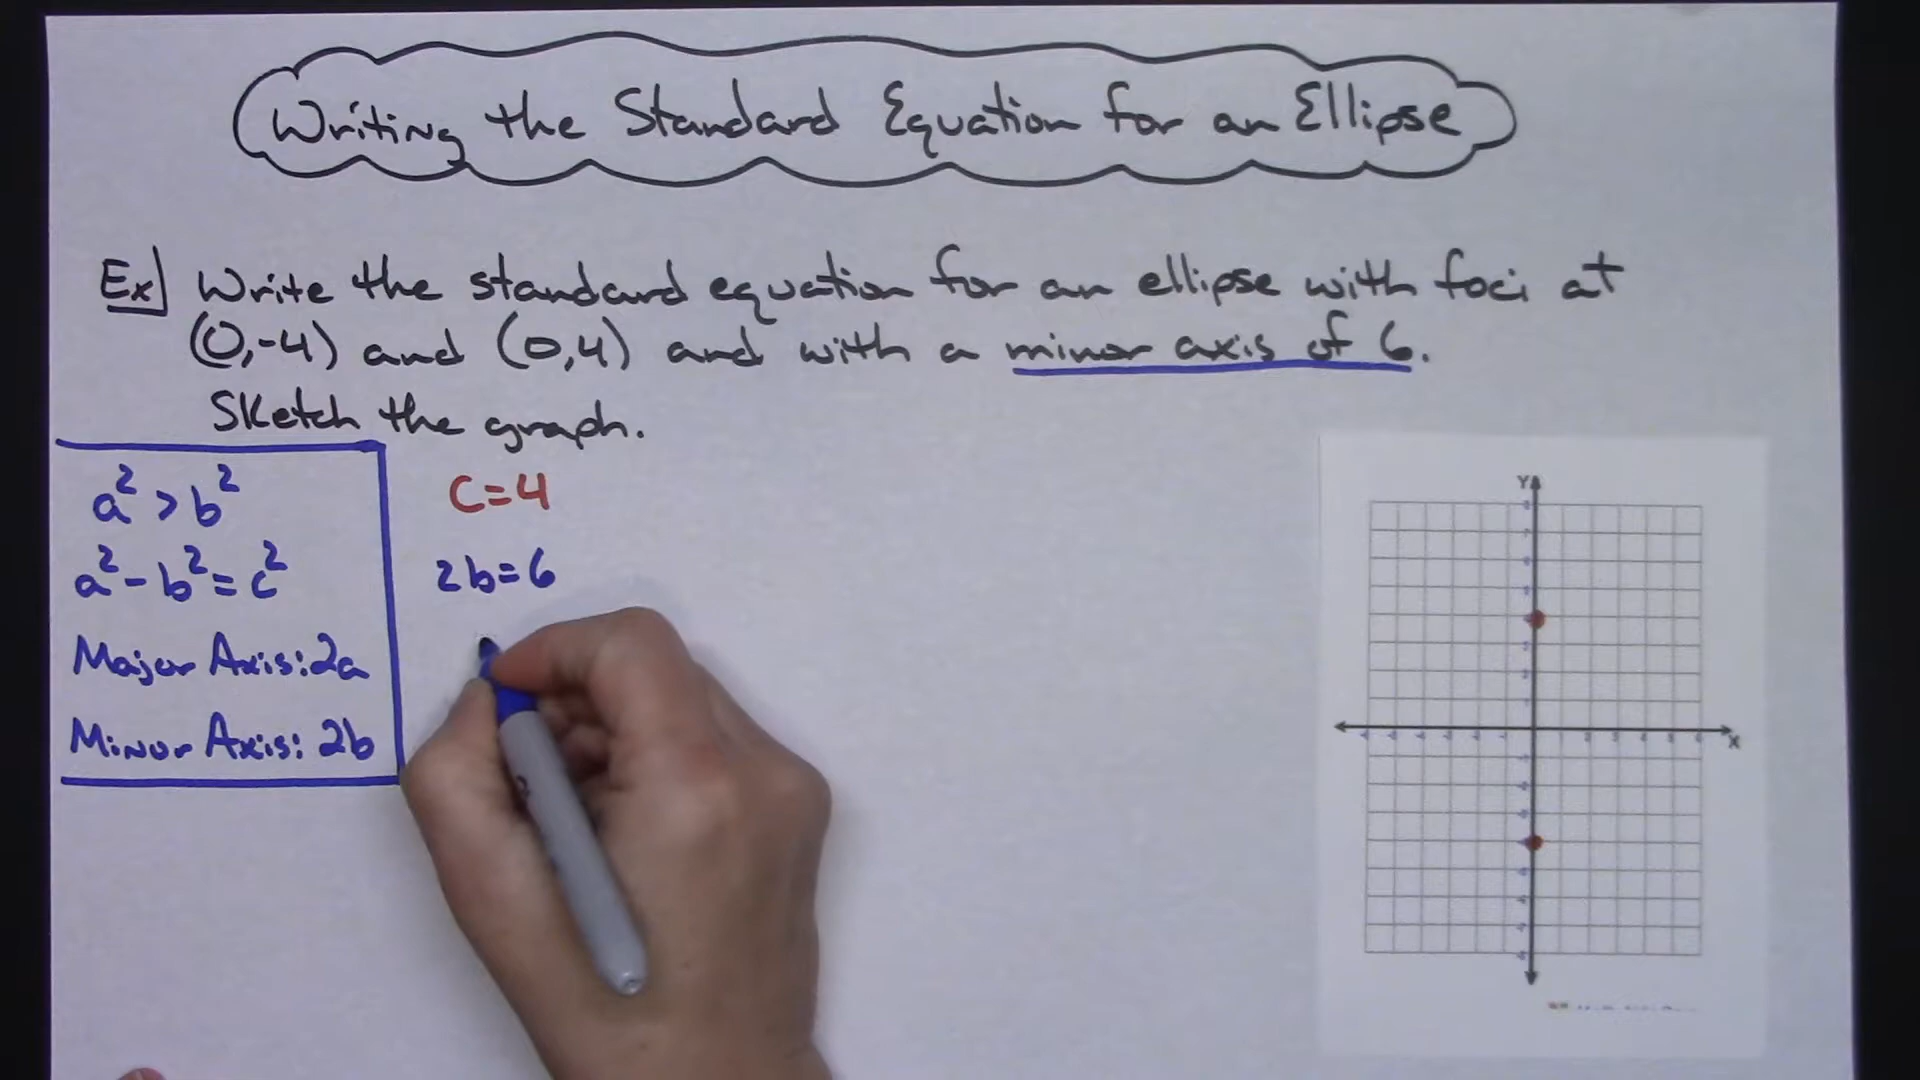 Writing the Standard Equation for an Ellipse
Ex Write the standard equation for an ellipse with foci at
(0,-4) and (0,4) and with a minor axis of 6.
Sketch the graph.
a² > b²
a² - b² = c²
Major Axis: 2a
Minor Axis: 2b
C=4
2b=6
Y
X